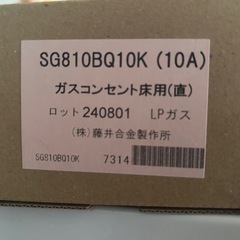 SG810BQ10K (10A)
ガスコンセント床用(直)
ロット 240801 LPガス
(株)藤井合金製作所
SG810BQ10K 7314